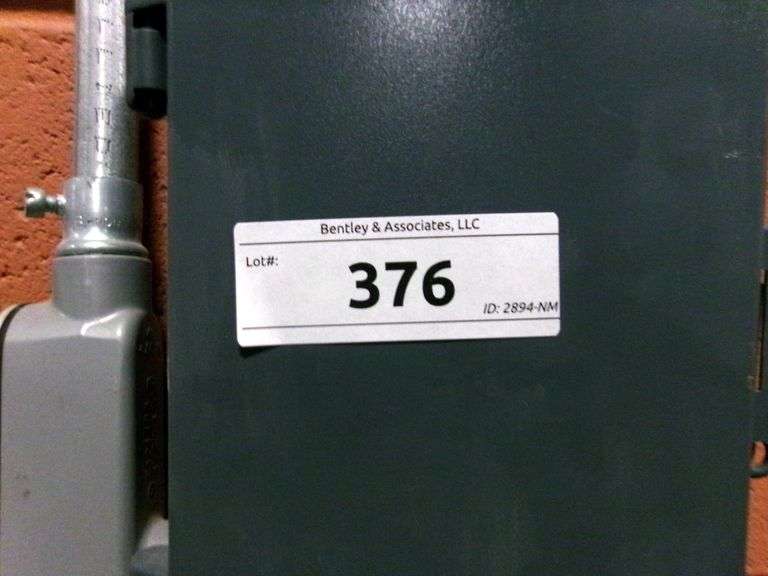 Bentley & Associates, LLC
Lot#:
376
ID: 2894-NM